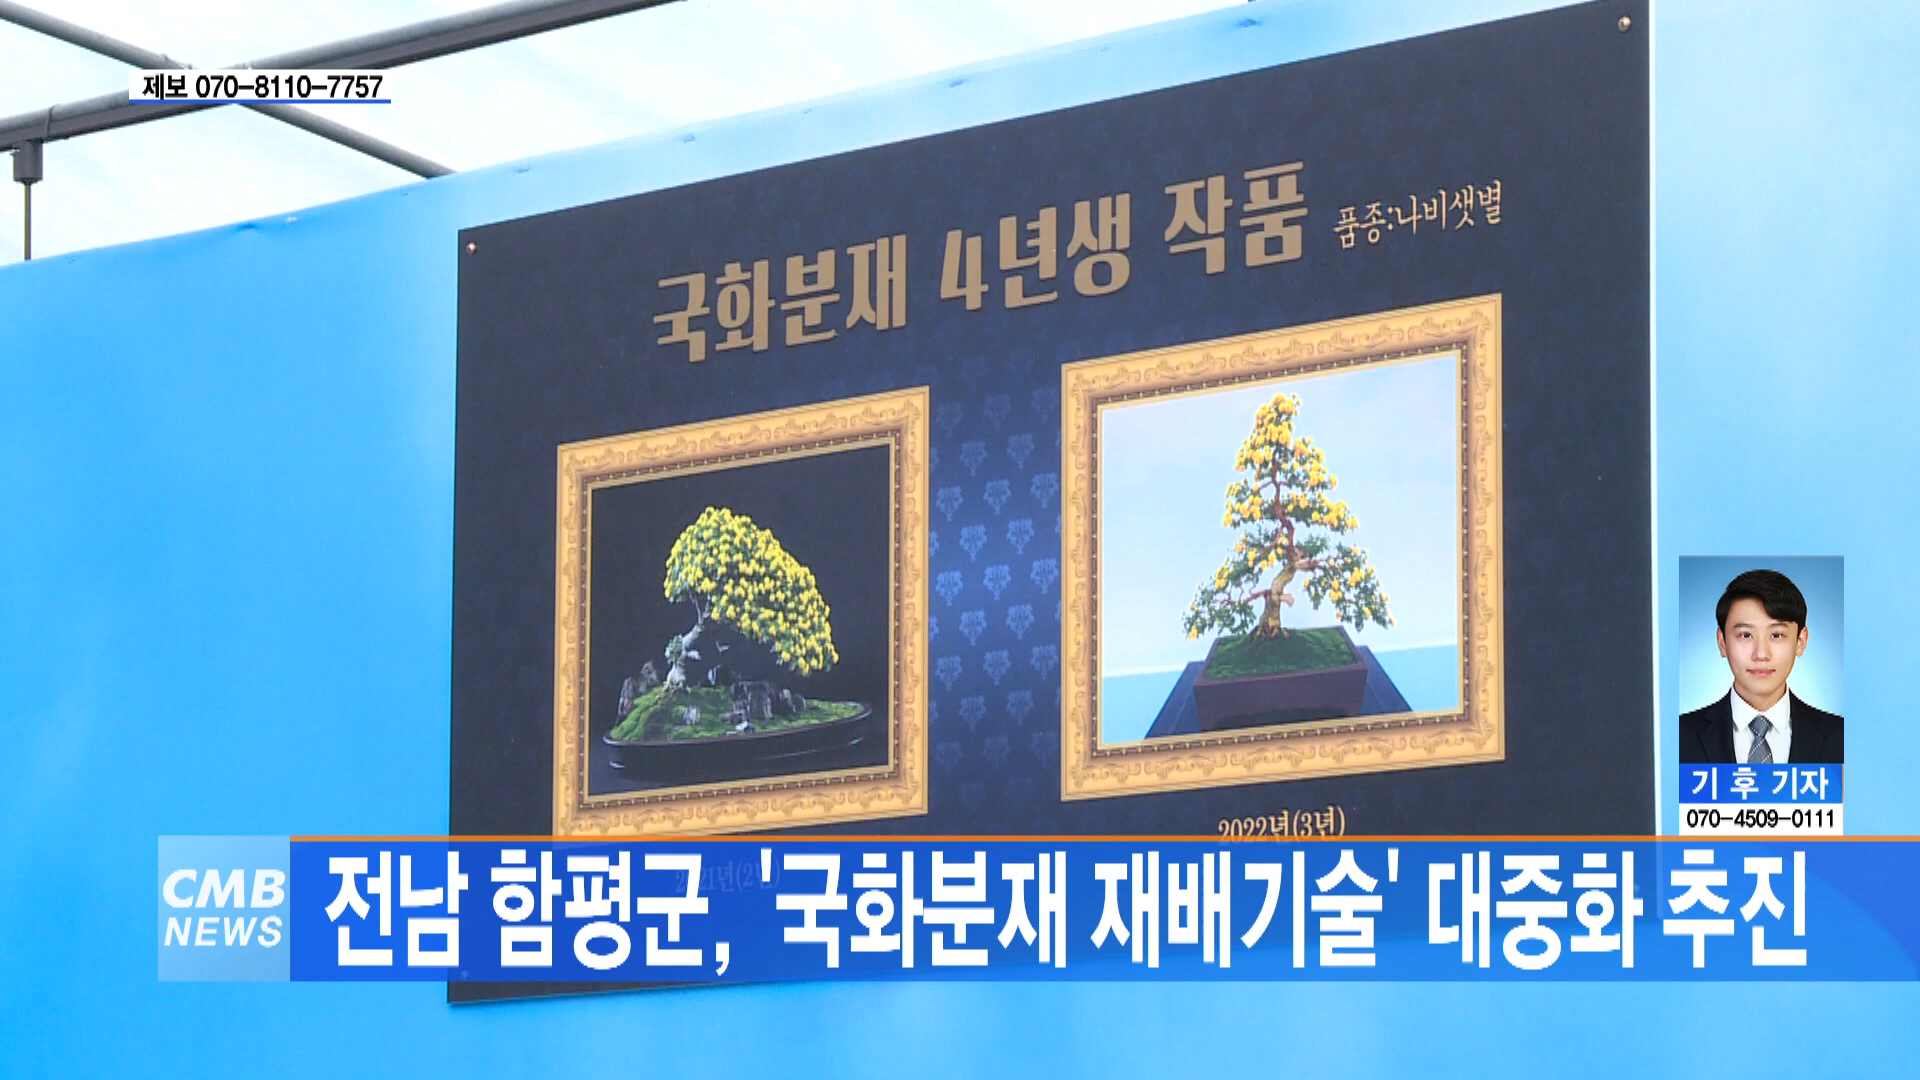 제보 070-8110-7757
국화분재 4년생 작품 품종:나비샛별
2022년(3년)
2021년(2년)
기 후 기자
070-4509-0111
CMB
NEWS
전남 함평군, '국화분재 재배기술' 대중화 추진